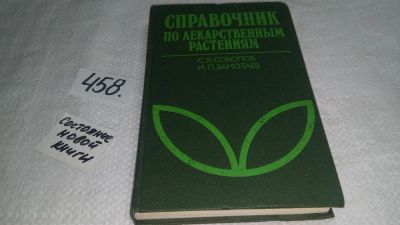 СПРАВОЧНИК
ПО ЛЕКАРСТВЕННЫМ
РАСТЕНИЯМ
С.Я.СОКОЛОВ
И.П.ЗАМОТАЕВ
458.
Состояние
новой
книги